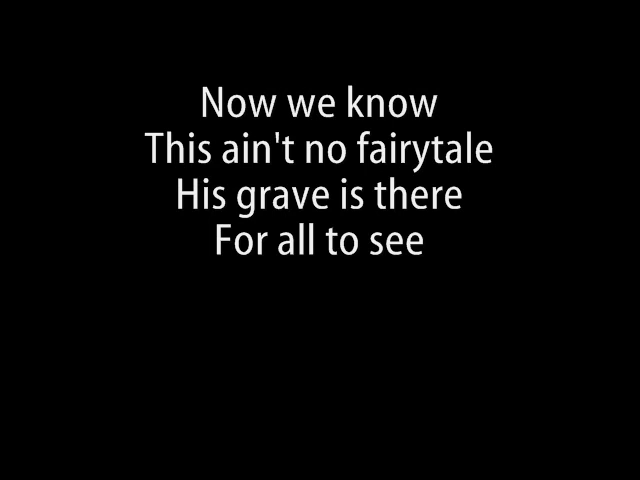 Now we know
This ain't no fairytale
His grave is there
For all to see